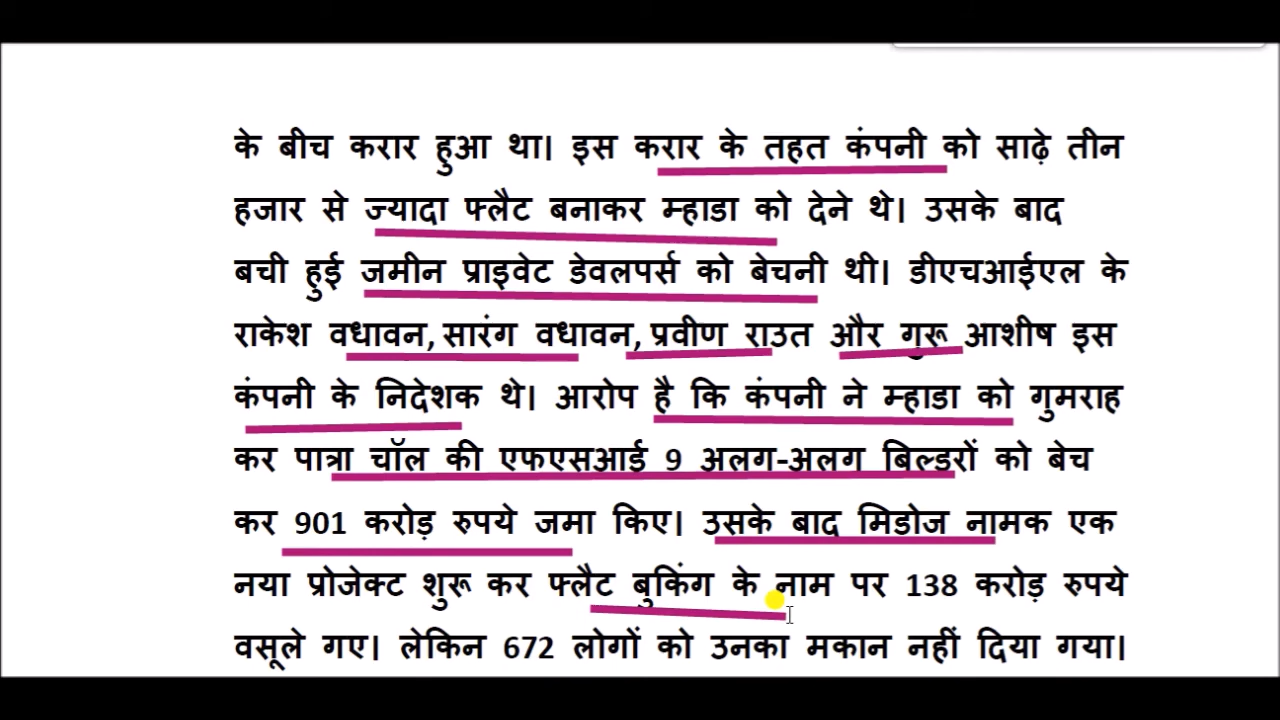 के बीच करार हुआ था। इस करार के तहत कंपनी को साढ़े तीन
हजार से ज्यादा फ्लैट बनाकर म्हाडा को देने थे। उसके बाद
बची हुई जमीन प्राइवेट डेवलपर्स को बेचनी थी। डीएचआईएल के
राकेश वधावन, सारंग वधावन, प्रवीण राउत और गुरू आशीष इस
कंपनी के निदेशक थे। आरोप है कि कंपनी ने म्हाडा को गुमराह
कर पात्रा चॉल की एफएसआई 9 अलग-अलग बिल्डरों को बेच
कर 901 करोड़ रुपये जमा किए। उसके बाद मिडोज नामक एक
नया प्रोजेक्ट शुरू कर फ्लैट बुकिंग के नाम पर 138 करोड़ रुपये
वसूले गए। लेकिन 672 लोगों को उनका मकान नहीं दिया गया।